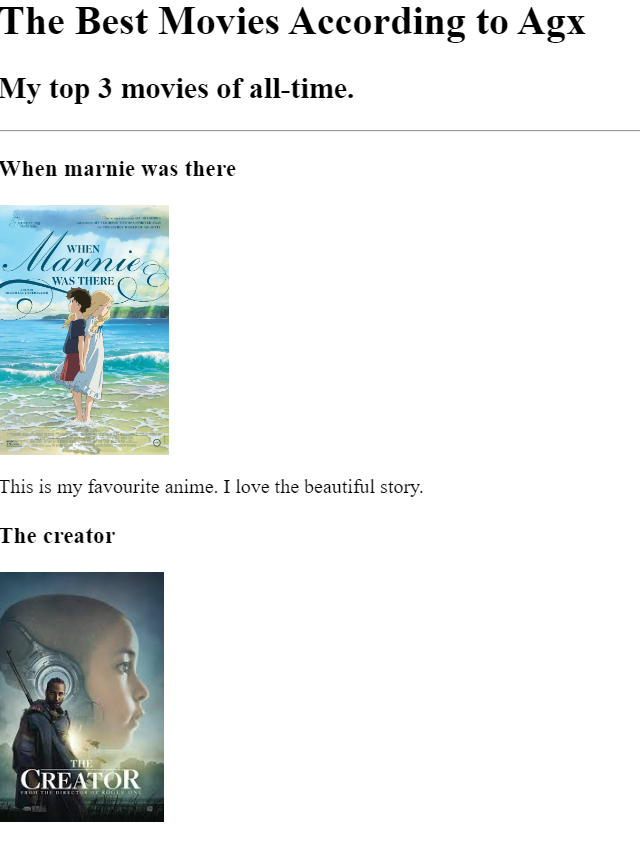 The Best Movies According to Agx
My top 3 movies of all-time.
When marnie was there
WHEN
Marnie
WAS THERE
This is my favourite anime. I love the beautiful story.
The creator
THE
CREATOR
FROM THE DIRECTOR OF ROGUE ONE